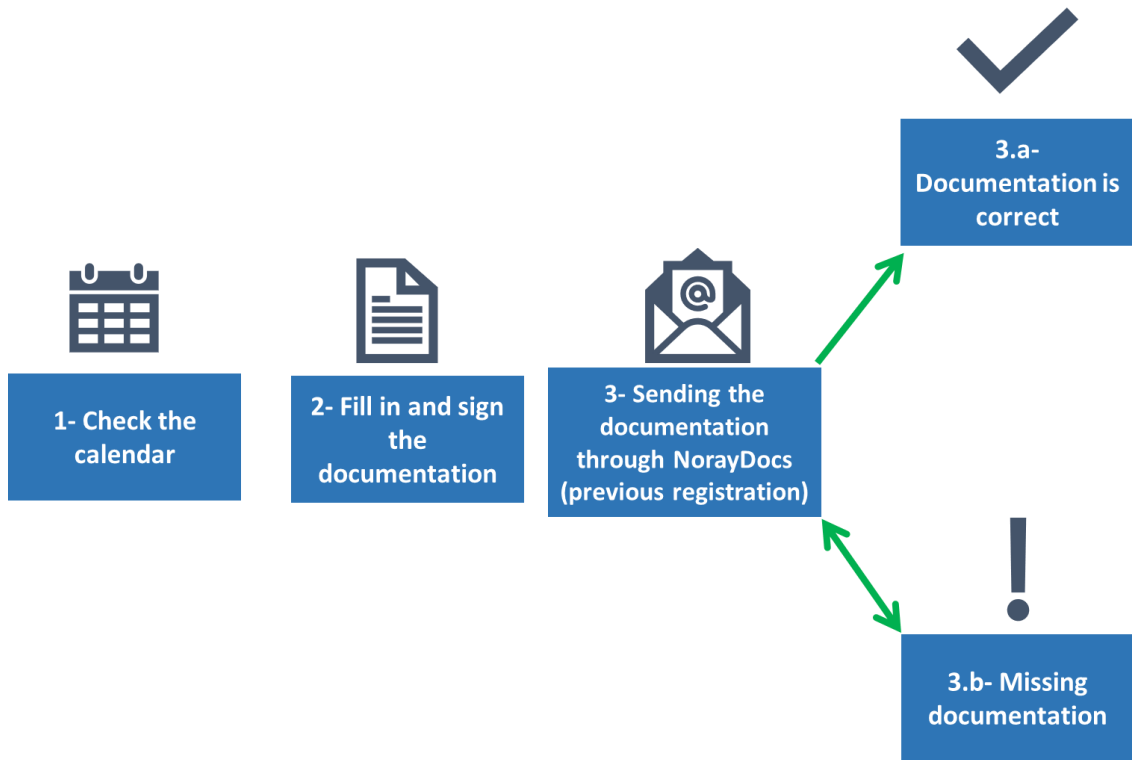 1- Check the
calendar
2- Fill in and sign
the
documentation
@
3- Sending the
documentation
through NorayDocs
(previous registration)
3.a-
Documentation is
correct
!
3.b- Missing
documentation